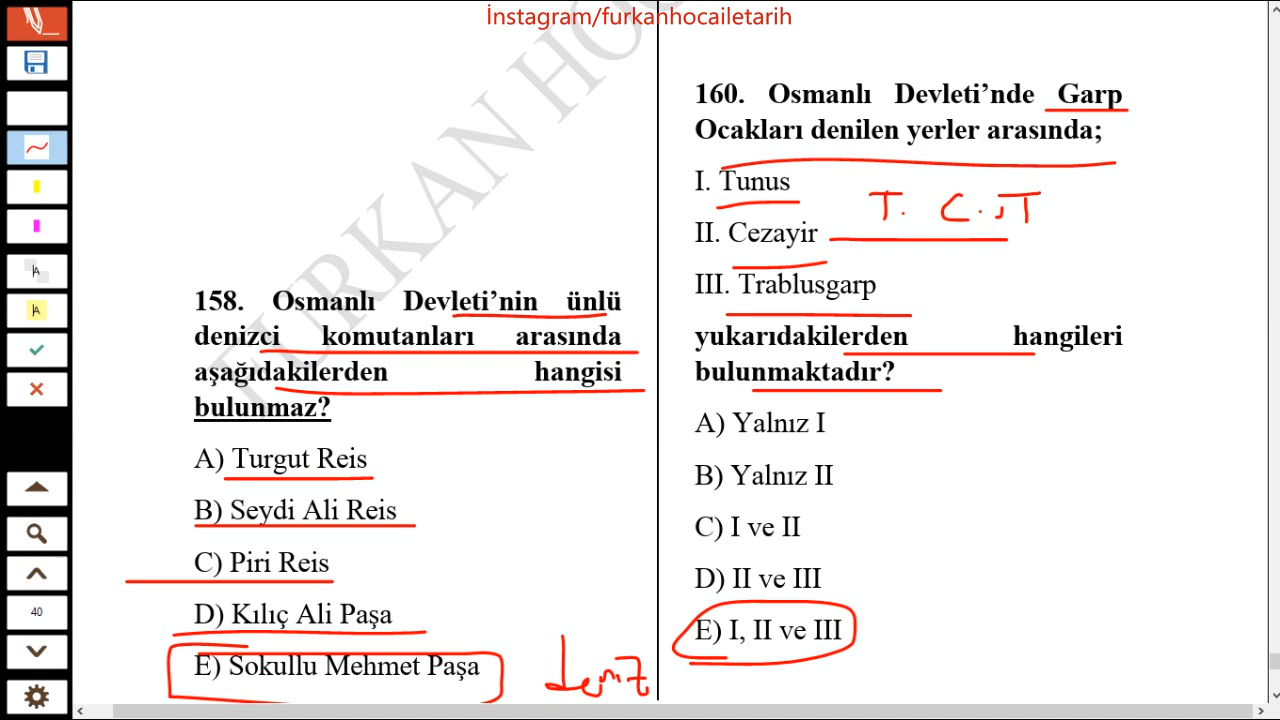 İnstagram/furkanhocailetarih
FURKAN HOC
158. Osmanlı Devleti’nin ünlü
denizci komutanları arasında
aşağıdakilerden hangisi
bulunmaz?
A) Turgut Reis
B) Seydi Ali Reis
C) Piri Reis
D) Kılıç Ali Paşa
E) Sokullu Mehmet Paşa
160. Osmanlı Devleti’nde Garp
Ocakları denilen yerler arasında;
I. Tunus
T. C. T
II. Cezayir
III. Trablusgarp
yukarıdakilerden hangileri
bulunmaktadır?
A) Yalnız I
B) Yalnız II
C) I ve II
D) II ve III
E) I, II ve III
A
A
40